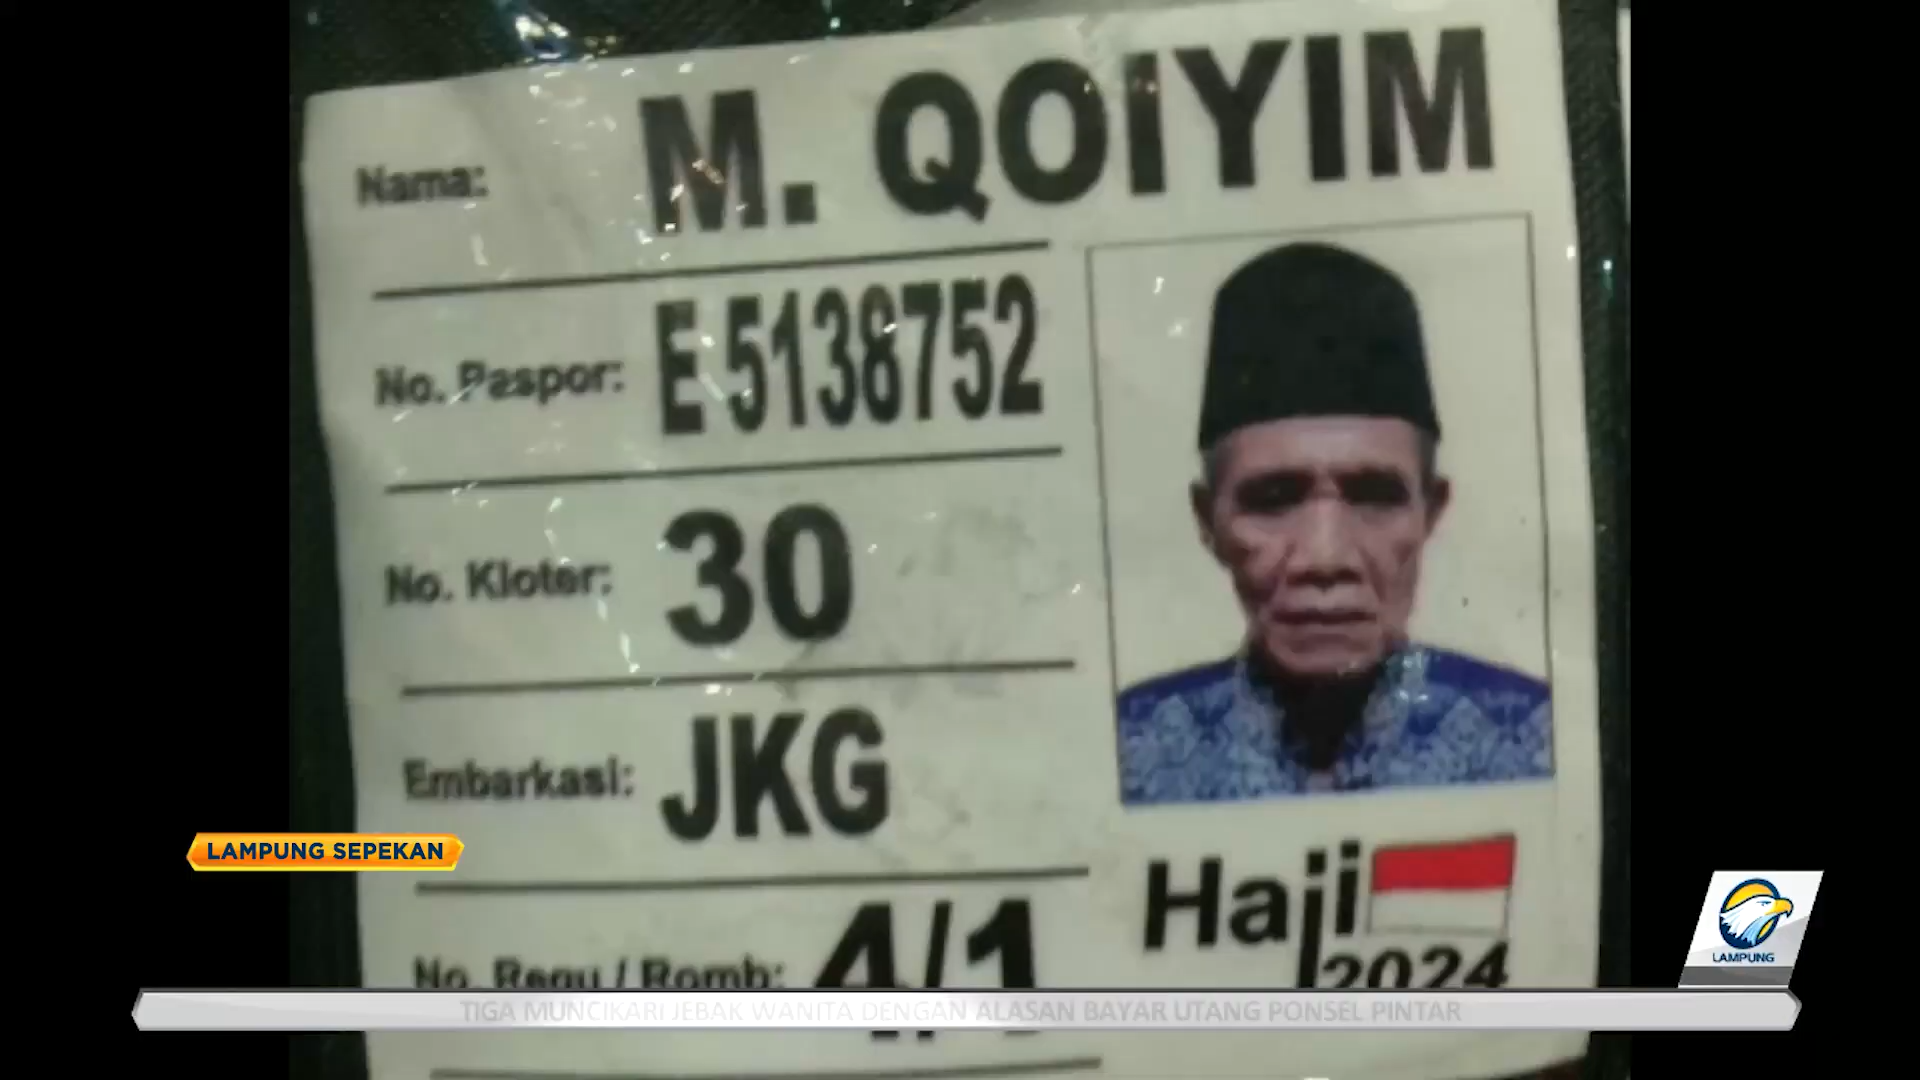 Nama: M. QOIYIM
No. Paspor: E 5138752
No. Kloter: 30
Embarkasi: JKG
No. Regu / Romb: 4/1
Haji
2024
LAMPUNG SEPEKAN
LAMPUNG
TIGA MUNCIKARI JEBAK WANITA DENGAN ALASAN BAYAR UTANG PONSEL PINTAR